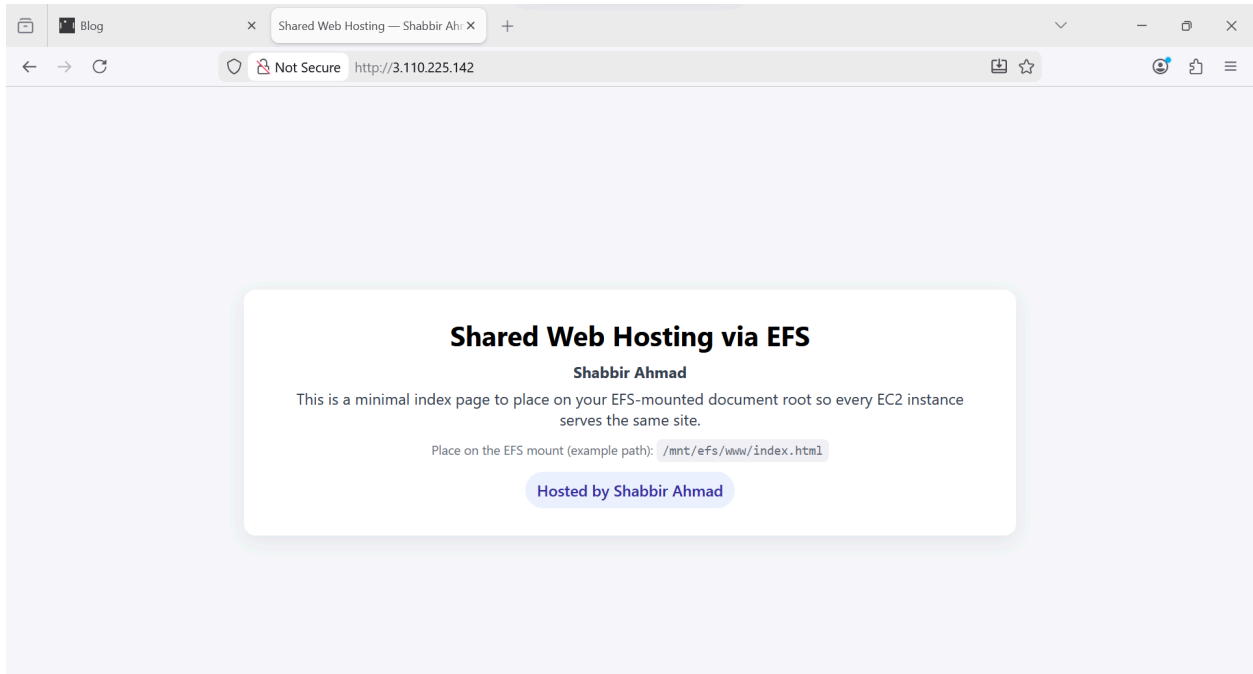 Blog
Shared Web Hosting — Shabbir Ah
Not Secure http://3.110.225.142
Shared Web Hosting via EFS
Shabbir Ahmad
This is a minimal index page to place on your EFS-mounted document root so every EC2 instance
serves the same site.
Place on the EFS mount (example path): /mnt/efs/www/index.html
Hosted by Shabbir Ahmad